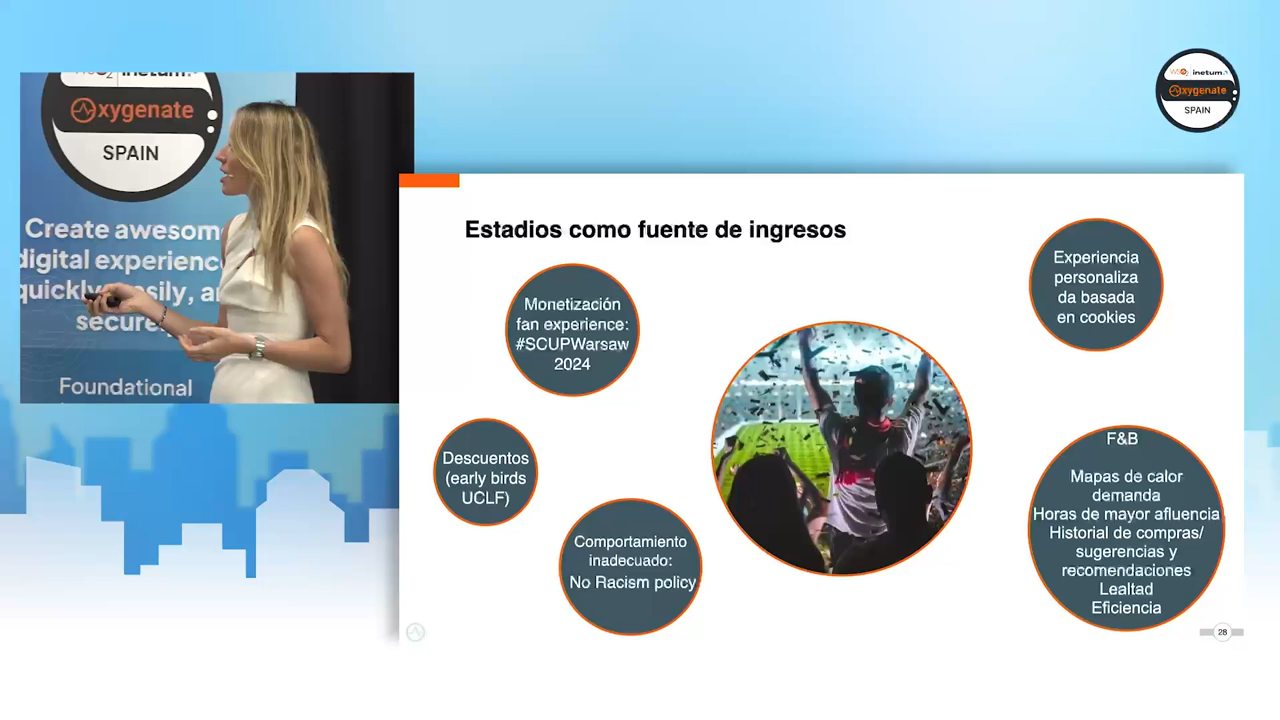 WSO2 inetum.
Oxygenate
SPAIN
Create awesom
digital experienc
quickly, easily, a
secure
Foundational
WSO2 inetum.
Oxygenate
SPAIN
Estadios como fuente de ingresos
Monetización
fan experience:
#SCUPWarsaw
2024
Descuentos
(early birds
UCLF)
Comportamiento
inadecuado:
No Racism policy
Experiencia
personaliza
da basada
en cookies
F&B
Mapas de calor
demanda
Horas de mayor afluencia
Historial de compras/
sugerencias y
recomendaciones
Lealtad
Eficiencia
28